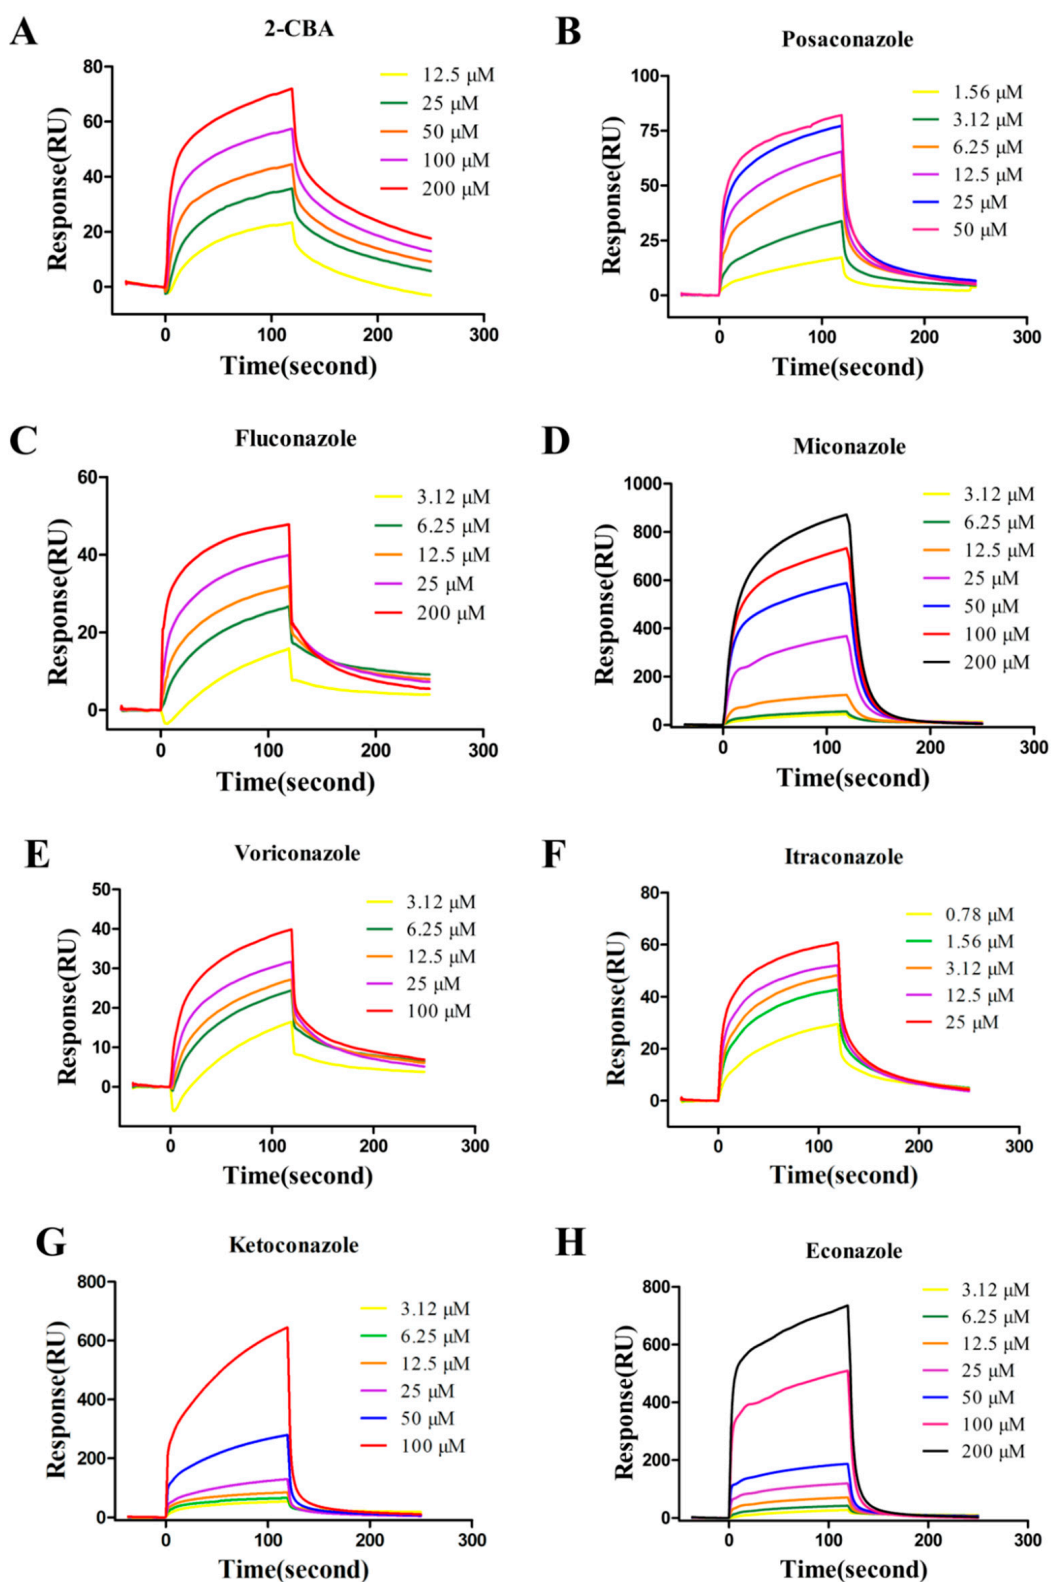 A
2-CBA
Response(RU)
80
60
40
20
0
0
100
200
300
Time(second)
12.5 μM
25 μM
50 μM
100 μM
200 μM
B
Posaconazole
Response(RU)
100
75
50
25
0
0
100
200
300
Time(second)
1.56 μM
3.12 μM
6.25 μM
12.5 μM
25 μM
50 μM
C
Fluconazole
Response(RU)
60
40
20
0
0
100
200
300
Time(second)
3.12 μM
6.25 μM
12.5 μM
25 μM
200 μM
D
Miconazole
Response(RU)
1000
800
600
400
200
0
0
100
200
300
Time(second)
3.12 μM
6.25 μM
12.5 μM
25 μM
50 μM
100 μM
200 μM
E
Voriconazole
Response(RU)
50
40
30
20
10
0
0
100
200
300
Time(second)
3.12 μM
6.25 μM
12.5 μM
25 μM
100 μM
F
Itraconazole
Response(RU)
80
60
40
20
0
0
100
200
300
Time(second)
0.78 μM
1.56 μM
3.12 μM
12.5 μM
25 μM
G
Ketoconazole
Response(RU)
800
600
400
200
0
0
100
200
300
Time(second)
3.12 μM
6.25 μM
12.5 μM
25 μM
50 μM
100 μM
H
Econazole
Response(RU)
800
600
400
200
0
0
100
200
300
Time(second)
3.12 μM
6.25 μM
12.5 μM
25 μM
50 μM
100 μM
200 μM